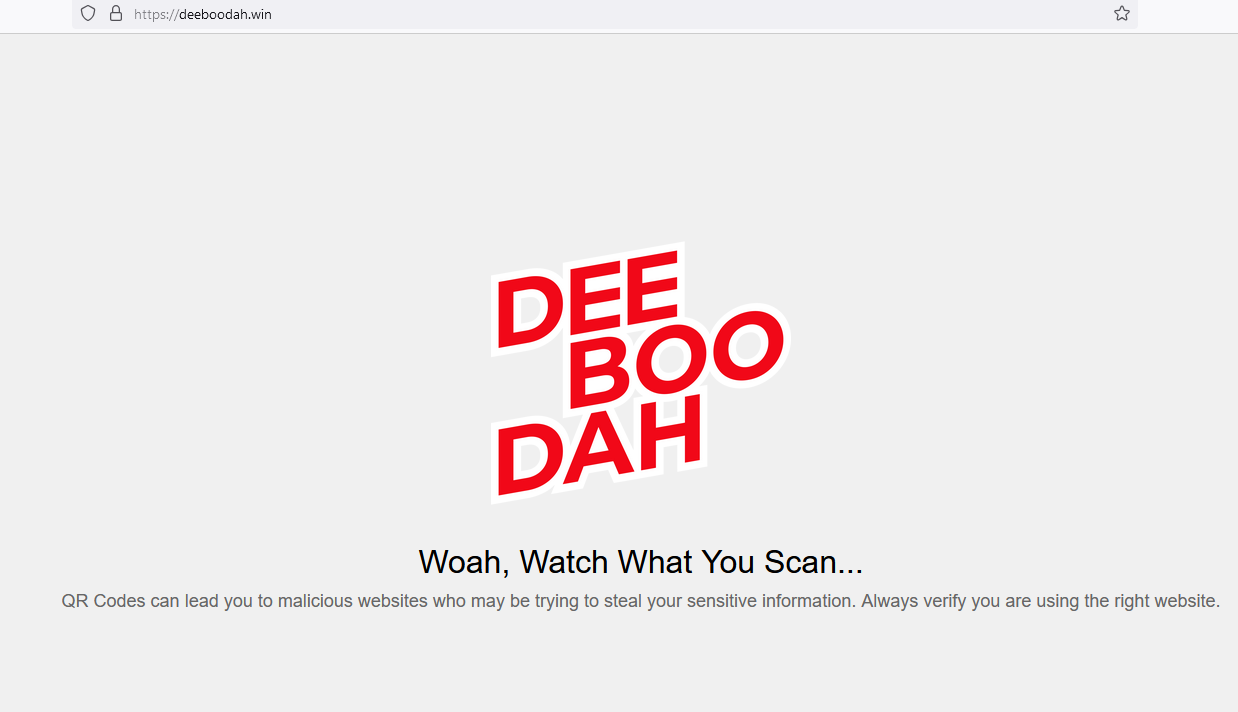 https://deeboodah.win
DEE
BOO
DAH
Woah, Watch What You Scan...
QR Codes can lead you to malicious websites who may be trying to steal your sensitive information. Always verify you are using the right website.